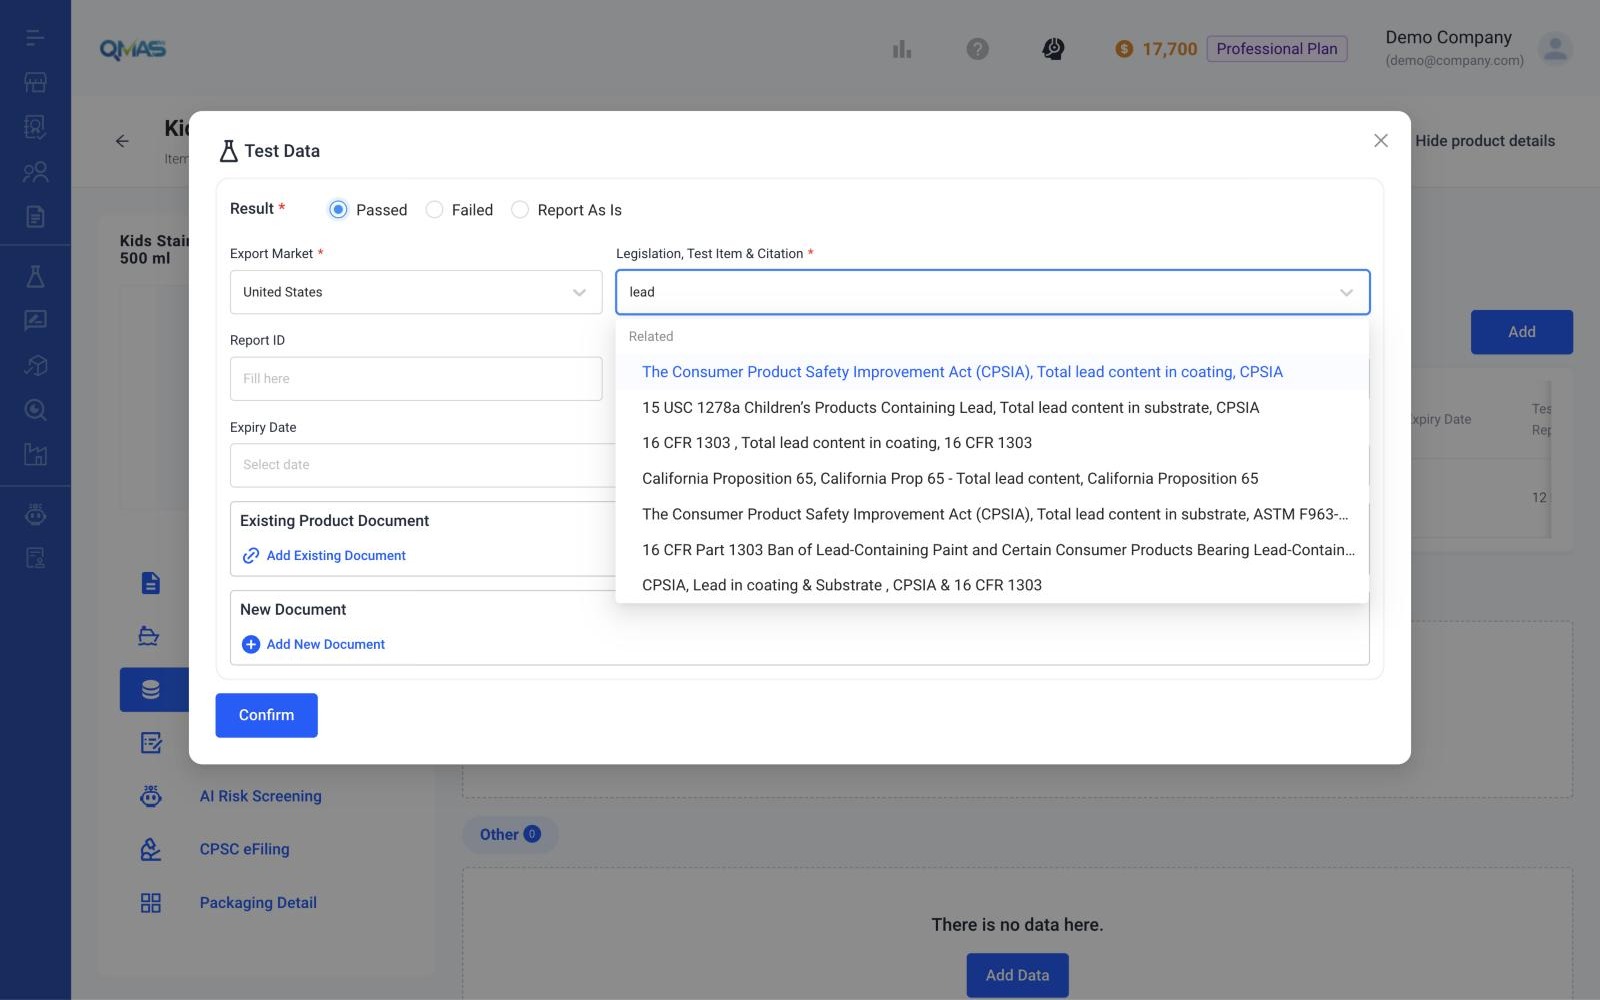 QMAS
17,700
Professional Plan
Demo Company
(demo@company.com)
Hide product details
Kids Stain
500 ml
Test Data
Result *
Passed
Failed
Report As Is
Export Market *
Legislation, Test Item & Citation *
United States
lead
Related
The Consumer Product Safety Improvement Act (CPSIA), Total lead content in coating, CPSIA
15 USC 1278a Children’s Products Containing Lead, Total lead content in substrate, CPSIA
16 CFR 1303 , Total lead content in coating, 16 CFR 1303
California Proposition 65, California Prop 65 - Total lead content, California Proposition 65
The Consumer Product Safety Improvement Act (CPSIA), Total lead content in substrate, ASTM F963-...
16 CFR Part 1303 Ban of Lead-Containing Paint and Certain Consumer Products Bearing Lead-Contain...
CPSIA, Lead in coating & Substrate , CPSIA & 16 CFR 1303
Report ID
Fill here
Expiry Date
Select date
Existing Product Document
Add Existing Document
New Document
Add New Document
Confirm
Add
Expiry Date
12
AI Risk Screening
CPSC eFiling
Packaging Detail
Other 0
There is no data here.
Add Data